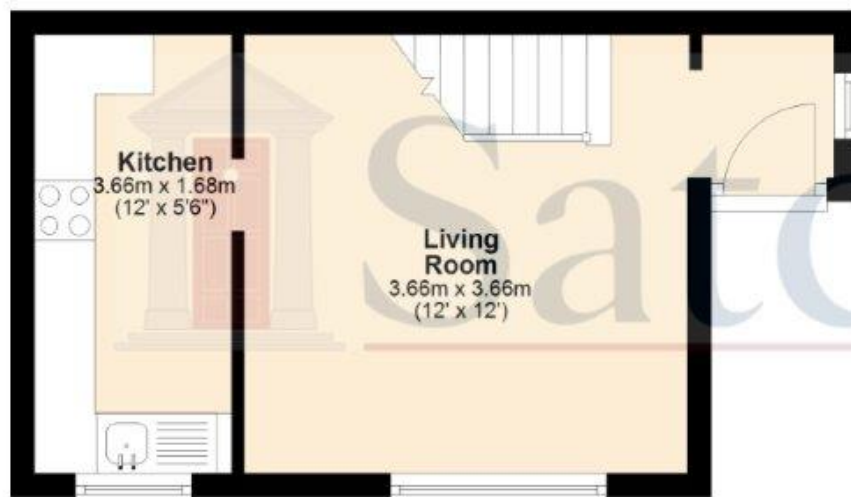 Kitchen
3.66m x 1.68m
(12' x 5'6")
Living
Room
3.66m x 3.66m
(12' x 12')